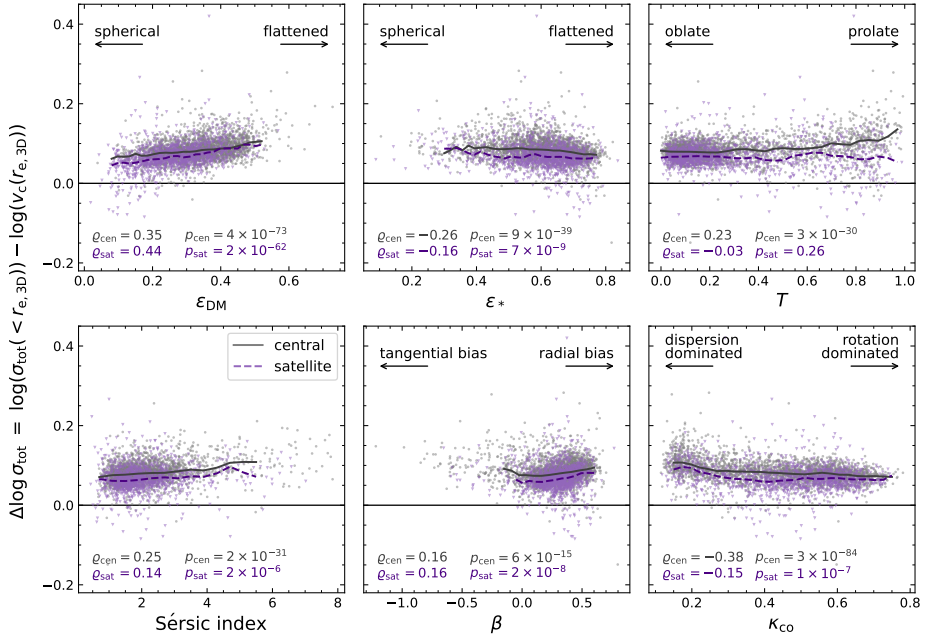 Δlog σtot = log(σtot(< re, 3D)) − log(vc(re, 3D))
0.4
0.2
0.0
−0.2
spherical flattened
ϱcen = 0.35 pcen = 4 × 10−73
ϱsat = 0.44 psat = 2 × 10−62
0.0 0.2 0.4 0.6
εDM
spherical flattened
ϱcen = −0.26 pcen = 9 × 10−39
ϱsat = −0.16 psat = 7 × 10−9
0.0 0.2 0.4 0.6 0.8
ε*
oblate prolate
ϱcen = 0.23 pcen = 3 × 10−30
ϱsat = −0.03 psat = 0.26
0.0 0.2 0.4 0.6 0.8 1.0
T
0.4
0.2
0.0
−0.2
central
satellite
ϱcen = 0.25 pcen = 2 × 10−31
ϱsat = 0.14 psat = 2 × 10−6
2 4 6 8
Sérsic index
tangential bias radial bias
ϱcen = 0.16 pcen = 6 × 10−15
ϱsat = 0.16 psat = 2 × 10−8
−1.0 −0.5 0.0 0.5
β
dispersion rotation
dominated dominated
ϱcen = −0.38 pcen = 3 × 10−84
ϱsat = −0.15 psat = 1 × 10−7
0.2 0.4 0.6 0.8
κco